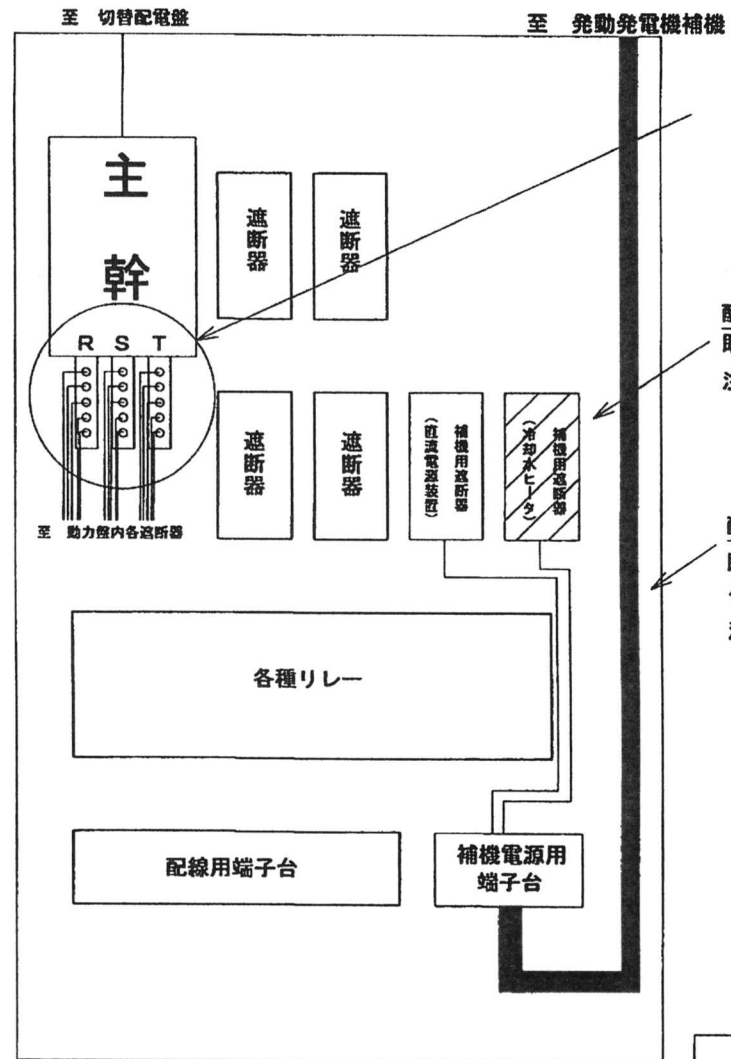 至 切替配電盤
至 発動発電機補機
主幹
遮断器
遮断器
R S T
遮断器
遮断器
補機用遮断器
(直流電源装置)
補機用遮断器
(冷却水ヒータ)
至 動力盤内各遮断器
各種リレー
配線用端子台
補機電源用
端子台